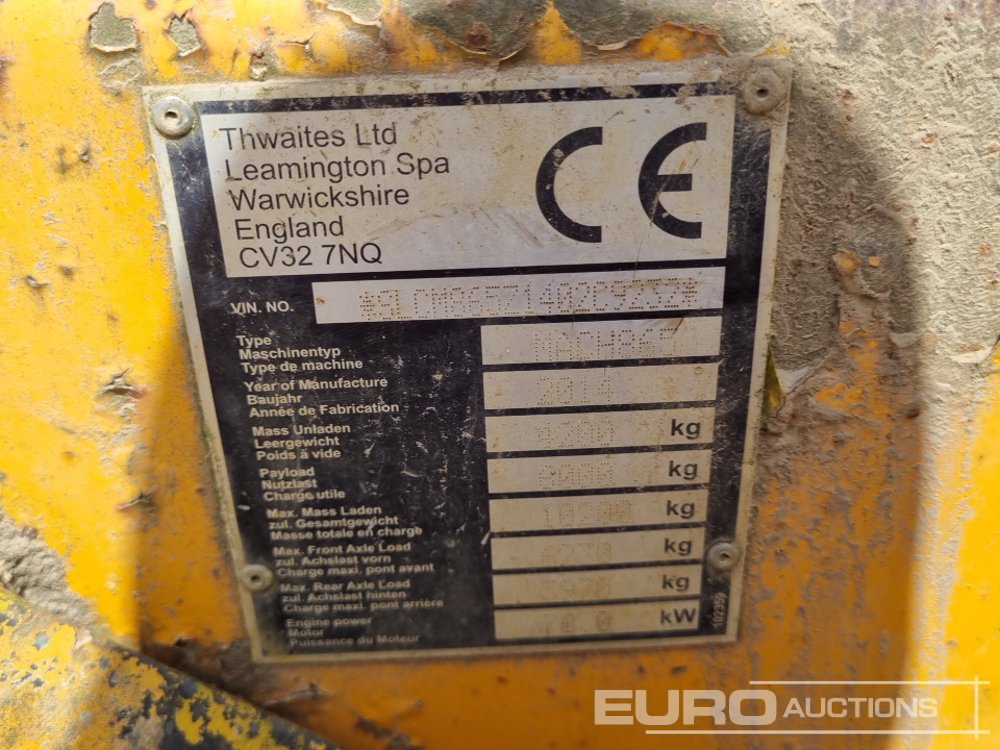 Thwaites Ltd
Leamington Spa
Warwickshire
England
CV32 7NQ
CE
VIN. NO.
Type
Maschinentyp
Type de machine
MACH865
Year of Manufacture
Baujahr
Année de Fabrication
2014
Mass Unladen
Leergewicht
Poids à vide
4200 kg
Payload
Nutzlast
Charge utile
kg
Max. Mass Laden
zul. Gesamtgewicht
Masse totale en charge
kg
Max. Front Axle Load
zul. Achslast vorn
Charge maxi. pont avant
kg
Max. Rear Axle Load
zul. Achslast hinten
Charge maxi. pont arrière
kg
Engine power
Motor
Puissance du Moteur
kW
102359
EURO AUCTIONS